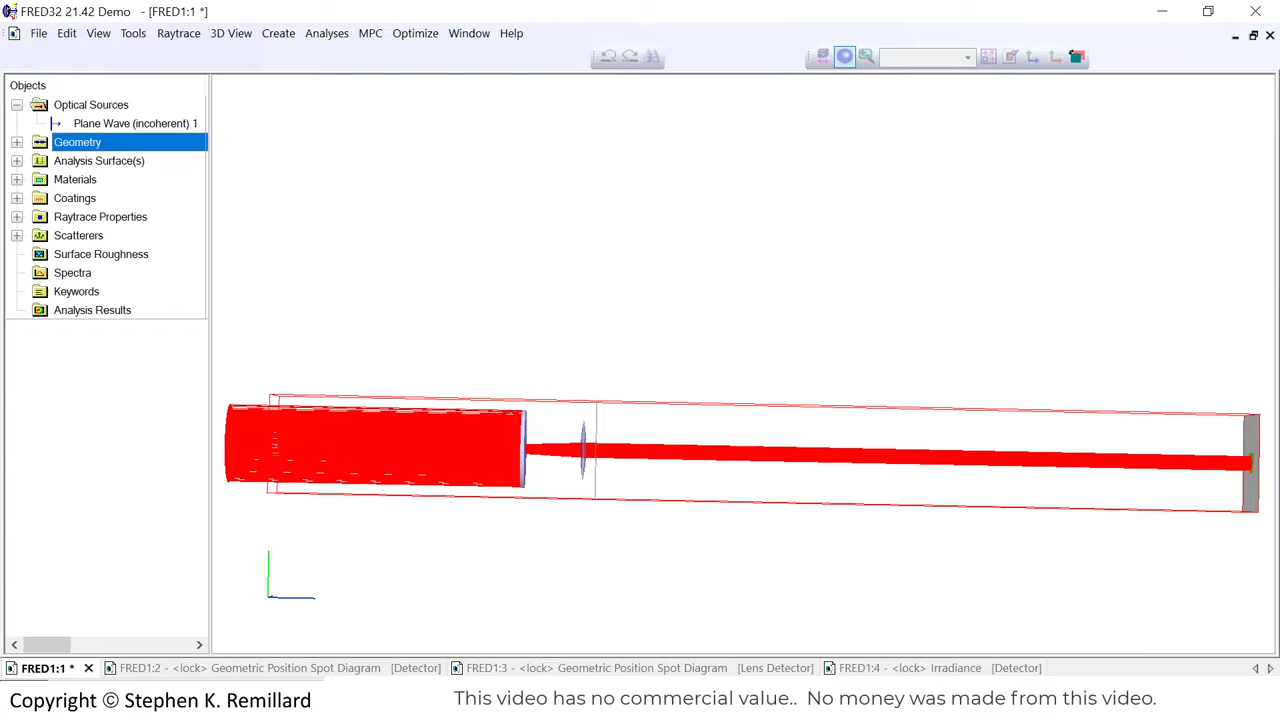 FRED32 21.42 Demo - [FRED1:1 *]
File Edit View Tools Raytrace 3D View Create Analyses MPC Optimize Window Help
Objects
Optical Sources
Plane Wave (incoherent) 1
Geometry
Analysis Surface(s)
Materials
Coatings
Raytrace Properties
Scatterers
Surface Roughness
Spectra
Keywords
Analysis Results
FRED1:1 * FRED1:2 - <lock> Geometric Position Spot Diagram [Detector] FRED1:3 - <lock> Geometric Position Spot Diagram [Lens Detector] FRED1:4 - <lock> Irradiance [Detector]
Copyright © Stephen K. Remillard This video has no commercial value.. No money was made from this video.